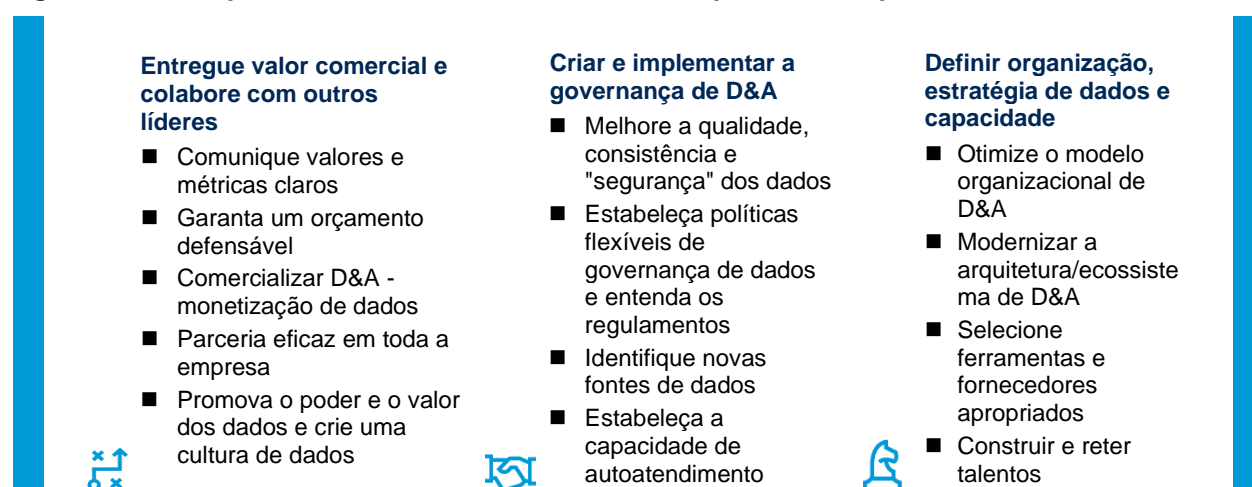 Entregue valor comercial e
colabore com outros
líderes
■ Comunique valores e
métricas claros
■ Garanta um orçamento
defensável
■ Comercializar D&A -
monetização de dados
■ Parceria eficaz em toda a
empresa
■ Promova o poder e o valor
dos dados e crie uma
cultura de dados
Criar e implementar a
governança de D&A
■ Melhore a qualidade,
consistência e
"segurança" dos dados
■ Estabeleça políticas
flexíveis de
governança de dados
e entenda os
regulamentos
■ Identifique novas
fontes de dados
■ Estabeleça a
capacidade de
autoatendimento
Definir organização,
estratégia de dados e
capacidade
■ Otimize o modelo
organizacional de
D&A
■ Modernizar a
arquitetura/ecossiste
ma de D&A
■ Selecione
ferramentas e
fornecedores
apropriados
■ Construir e reter
talentos